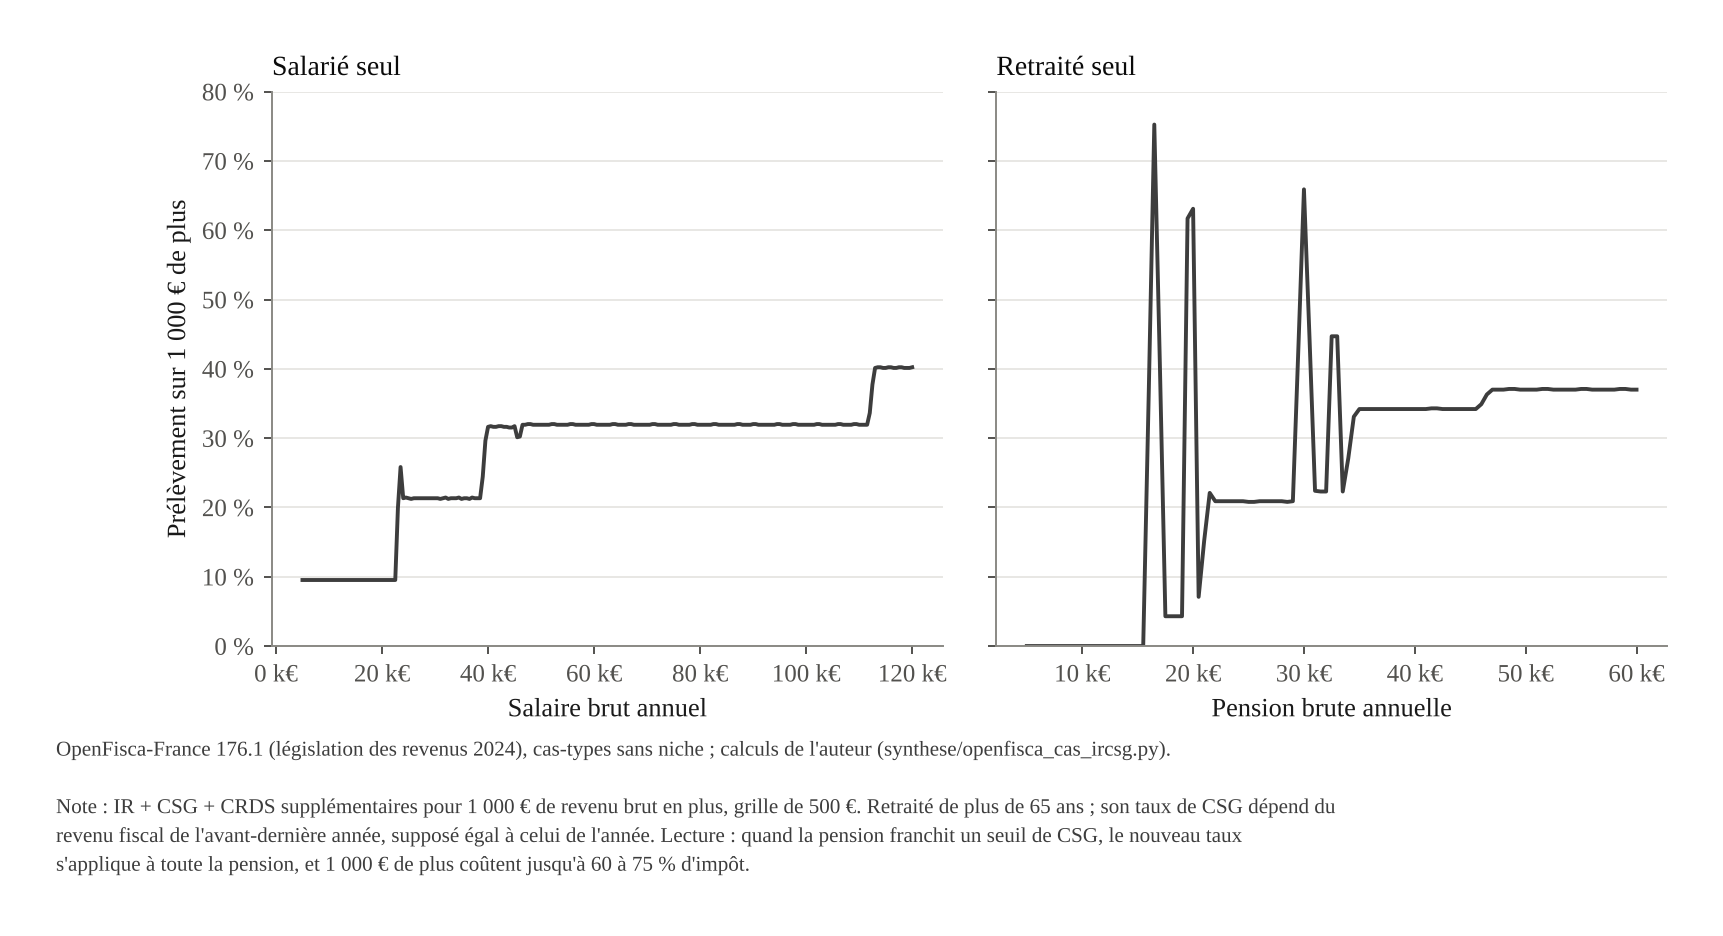 Salarié seul
Retraité seul
80 %
70 %
60 %
50 %
40 %
30 %
20 %
10 %
0 %
Prélèvement sur 1 000 € de plus
0 k€ 20 k€ 40 k€ 60 k€ 80 k€ 100 k€ 120 k€
10 k€ 20 k€ 30 k€ 40 k€ 50 k€ 60 k€
Salaire brut annuel
Pension brute annuelle
OpenFisca-France 176.1 (législation des revenus 2024), cas-types sans niche ; calculs de l'auteur (synthese/openfisca_cas_ircsg.py).
Note : IR + CSG + CRDS supplémentaires pour 1 000 € de revenu brut en plus, grille de 500 €. Retraité de plus de 65 ans ; son taux de CSG dépend du
revenu fiscal de l'avant-dernière année, supposé égal à celui de l'année. Lecture : quand la pension franchit un seuil de CSG, le nouveau taux
s'applique à toute la pension, et 1 000 € de plus coûtent jusqu'à 60 à 75 % d'impôt.